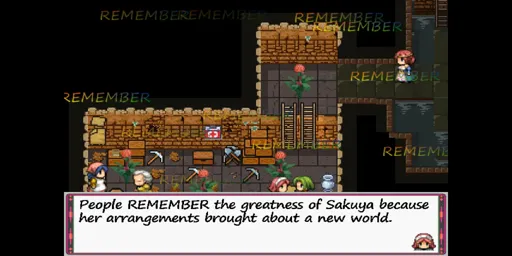 REMEMBER
REMEMBER
REMEMBER
REMEMBER
REMEMBER
REMEMBER
REMEMBER
People REMEMBER the greatness of Sakuya because
her arrangements brought about a new world.